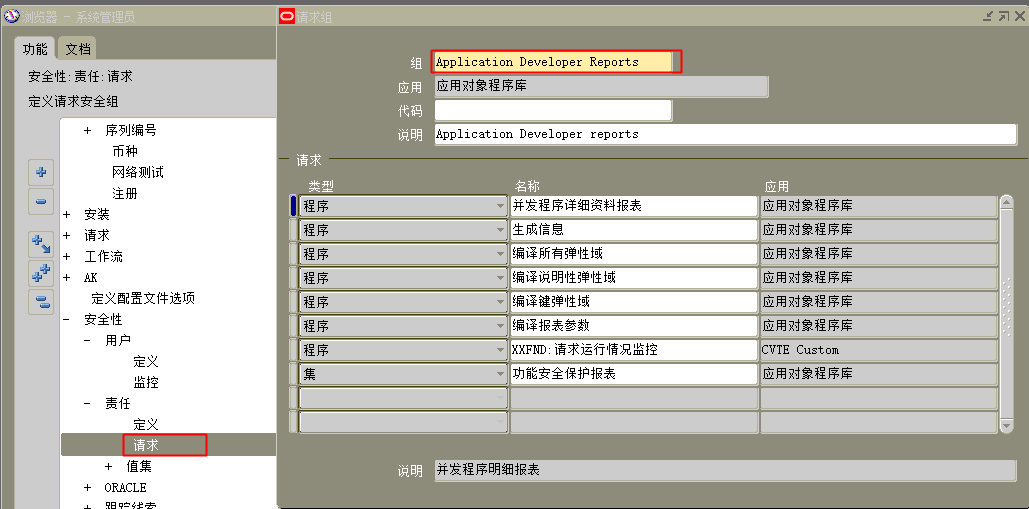 浏览器 - 系统管理员
功能 文档
安全性:责任:请求
定义请求安全组
+ 序列编号
币种
网络测试
注册
+ 安装
+ 请求
+ 工作流
+ AK
定义配置文件选项
- 安全性
- 用户
定义
监控
- 责任
定义
请求
+ 值集
+ ORACLE
+ 跟踪线索
请求组
组 Application Developer Reports
应用 应用对象程序库
代码
说明 Application Developer reports
请求
类型 名称 应用
程序 并发程序详细资料报表 应用对象程序库
程序 生成信息 应用对象程序库
程序 编译所有弹性域 应用对象程序库
程序 编译说明性弹性域 应用对象程序库
程序 编译键弹性域 应用对象程序库
程序 编译报表参数 应用对象程序库
程序 XXFND:请求运行情况监控 CVTE Custom
集 功能安全保护报表 应用对象程序库
说明 并发程序明细报表